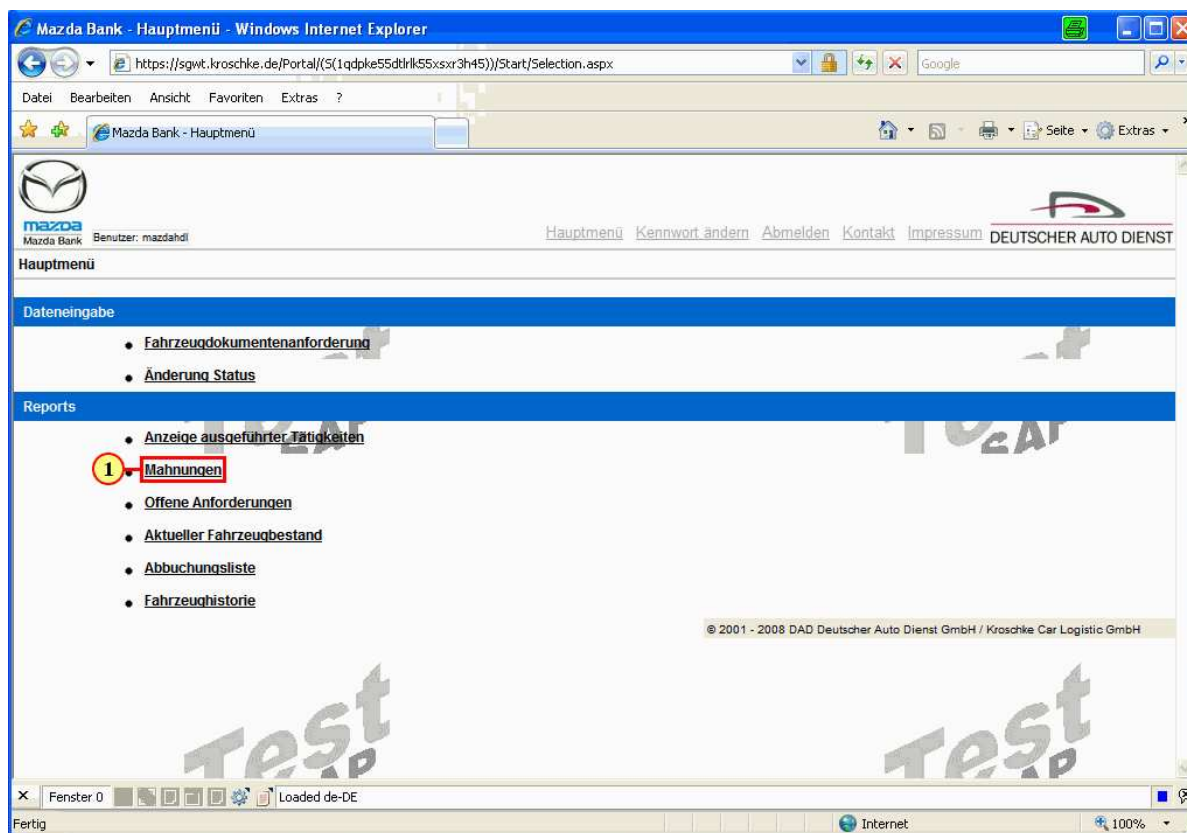 Mazda Bank - Hauptmenü - Windows Internet Explorer
https://sgwt.kroschke.de/Portal/(S(1qdpke55dtlrlk55xsxr3h45))/Start/Selection.aspx
Google
Datei Bearbeiten Ansicht Favoriten Extras ?
Mazda Bank - Hauptmenü
Seite Extras
mazda
Mazda Bank Benutzer: mazdahdl
Hauptmenü Kennwort ändern Abmelden Kontakt Impressum
DEUTSCHER AUTO DIENST
Hauptmenü
Dateneingabe
Fahrzeugdokumentenanforderung
Änderung Status
Reports
Anzeige ausgeführter Tätigkeiten
1 Mahnungen
Offene Anforderungen
Aktueller Fahrzeugbestand
Abbuchungsliste
Fahrzeughistorie
© 2001 - 2008 DAD Deutscher Auto Dienst GmbH / Kroschke Car Logistic GmbH
Test Test
Fenster 0 Loaded de-DE
Fertig Internet 100%